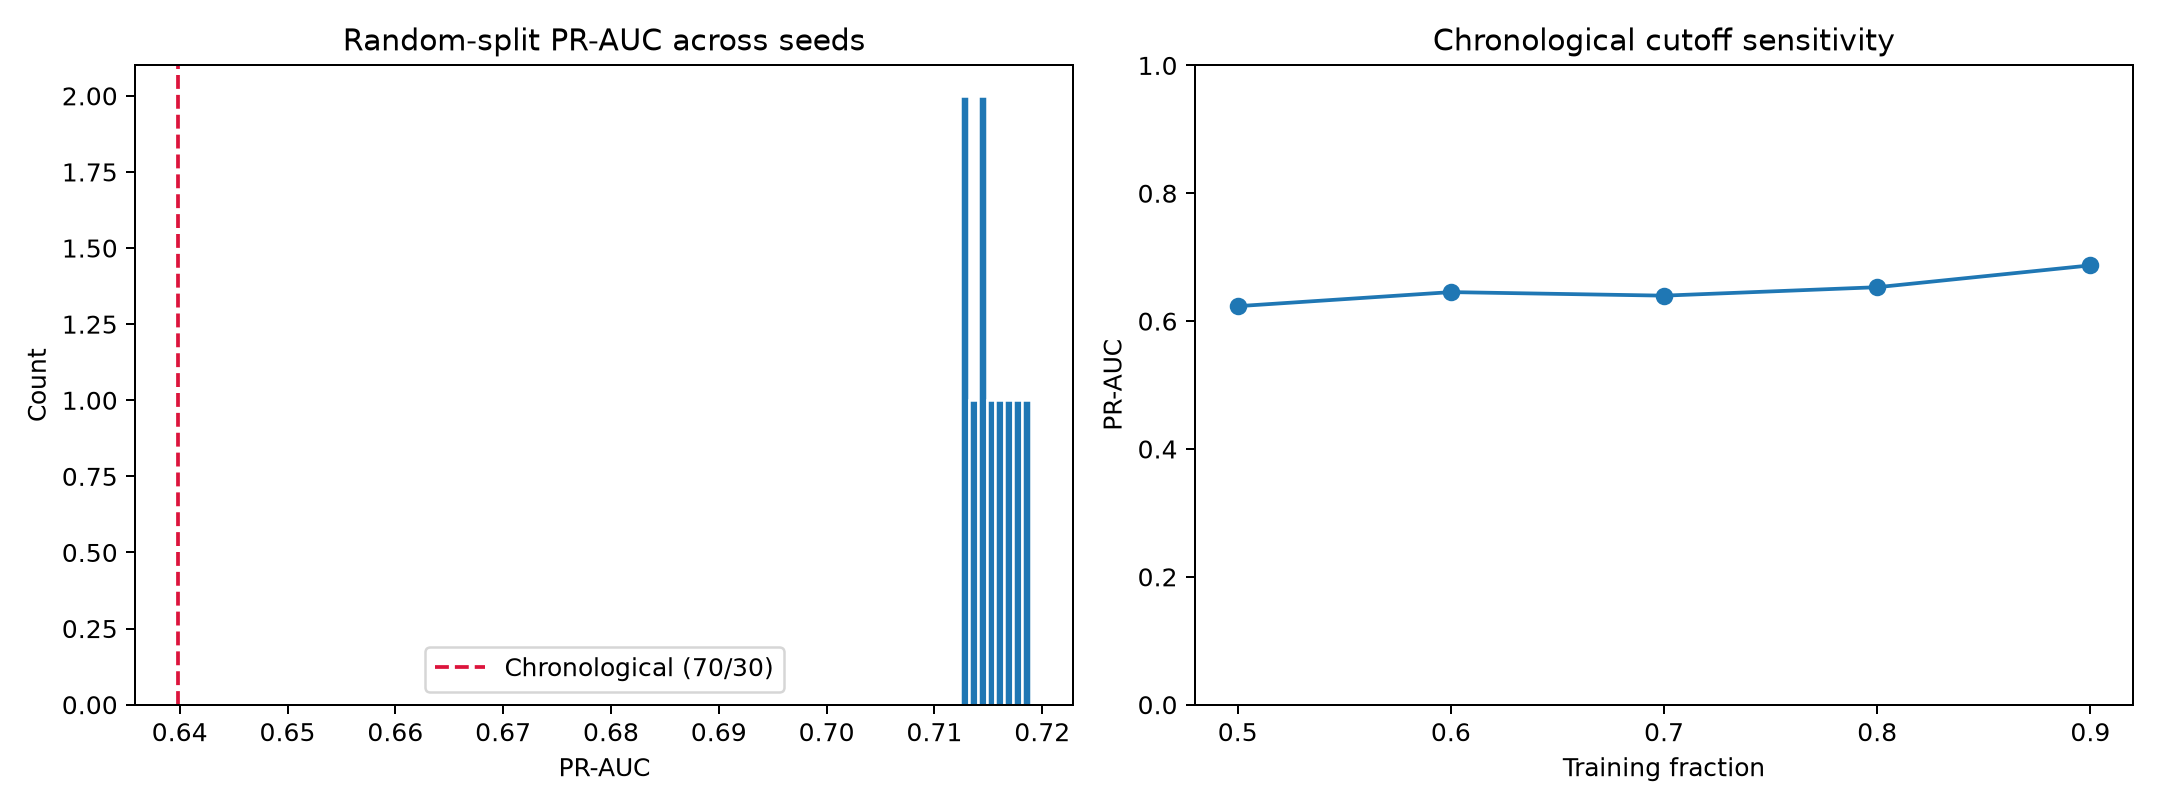 Random-split PR-AUC across seeds
2.00
1.75
1.50
1.25
1.00
0.75
0.50
0.25
0.00
Count
Chronological (70/30)
0.64 0.65 0.66 0.67 0.68 0.69 0.70 0.71 0.72
PR-AUC
Chronological cutoff sensitivity
1.0
0.8
0.6
0.4
0.2
0.0
PR-AUC
0.5 0.6 0.7 0.8 0.9
Training fraction